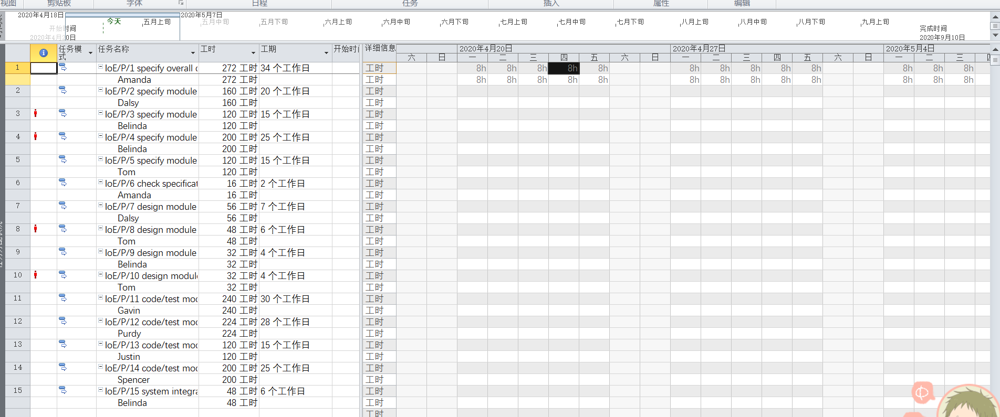 视图 剪贴板 字体 日程 任务 插入 属性 编辑
2020年4月18日 2020年5月7日
今天 五月上旬 五月中旬 五月下旬 六月上旬 六月中旬 六月下旬 七月上旬 七月中旬 七月下旬 八月上旬 八月中旬 八月下旬 九月上旬
开始时间 完成时间
2020年4月20日 2020年9月10日
任务模式 任务名称 工时 工期 开始时间 详细信息 2020年4月20日 2020年4月27日 2020年5月4日
六 日 一 二 三 四 五 六 日 一 二 三 四 五 六 日 一 二 三 四
1 IoE/P/1 specify overall 272 工时 34 个工作日 工时 8h 8h 8h 8h 8h 8h 8h 8h 8h 8h 8h 8h 8h
Amanda 272 工时 工时 8h 8h 8h 8h 8h 8h 8h 8h 8h 8h 8h 8h 8h
2 IoE/P/2 specify module 160 工时 20 个工作日 工时
Dalsy 160 工时 工时
3 IoE/P/3 specify module 120 工时 15 个工作日 工时
Belinda 120 工时 工时
4 IoE/P/4 specify module 200 工时 25 个工作日 工时
Belinda 200 工时 工时
5 IoE/P/5 specify module 120 工时 15 个工作日 工时
Tom 120 工时 工时
6 IoE/P/6 check specificat 16 工时 2 个工作日 工时
Amanda 16 工时 工时
7 IoE/P/7 design module 56 工时 7 个工作日 工时
Dalsy 56 工时 工时
8 IoE/P/8 design module 48 工时 6 个工作日 工时
Tom 48 工时 工时
9 IoE/P/9 design module 32 工时 4 个工作日 工时
Belinda 32 工时 工时
10 IoE/P/10 design modul 32 工时 4 个工作日 工时
Tom 32 工时 工时
11 IoE/P/11 code/test mo 240 工时 30 个工作日 工时
Gavin 240 工时 工时
12 IoE/P/12 code/test mo 224 工时 28 个工作日 工时
Purdy 224 工时 工时
13 IoE/P/13 code/test mo 120 工时 15 个工作日 工时
Justin 120 工时 工时
14 IoE/P/14 code/test mo 200 工时 25 个工作日 工时
Spencer 200 工时 工时
15 IoE/P/15 system integra 48 工时 6 个工作日 工时
Belinda 48 工时 工时
工时
中